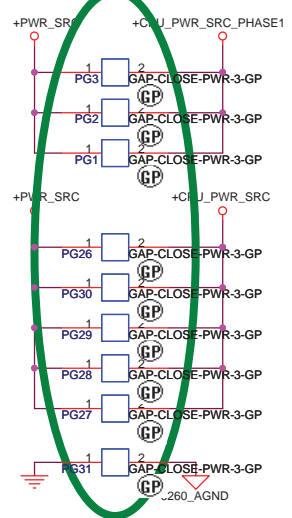 +PWR_SRC +CPU_PWR_SRC_PHASE1
1 2
PG3 GAP-CLOSE-PWR-3-GP
GP
1 2
PG2 GAP-CLOSE-PWR-3-GP
GP
1 2
PG1 GAP-CLOSE-PWR-3-GP
GP
+PWR_SRC +CPU_PWR_SRC
1 2
PG26 GAP-CLOSE-PWR-3-GP
GP
1 2
PG30 GAP-CLOSE-PWR-3-GP
GP
1 2
PG29 GAP-CLOSE-PWR-3-GP
GP
1 2
PG28 GAP-CLOSE-PWR-3-GP
GP
1 2
PG27 GAP-CLOSE-PWR-3-GP
GP
1 2
PG31 GAP-CLOSE-PWR-3-GP
GP
260_AGND